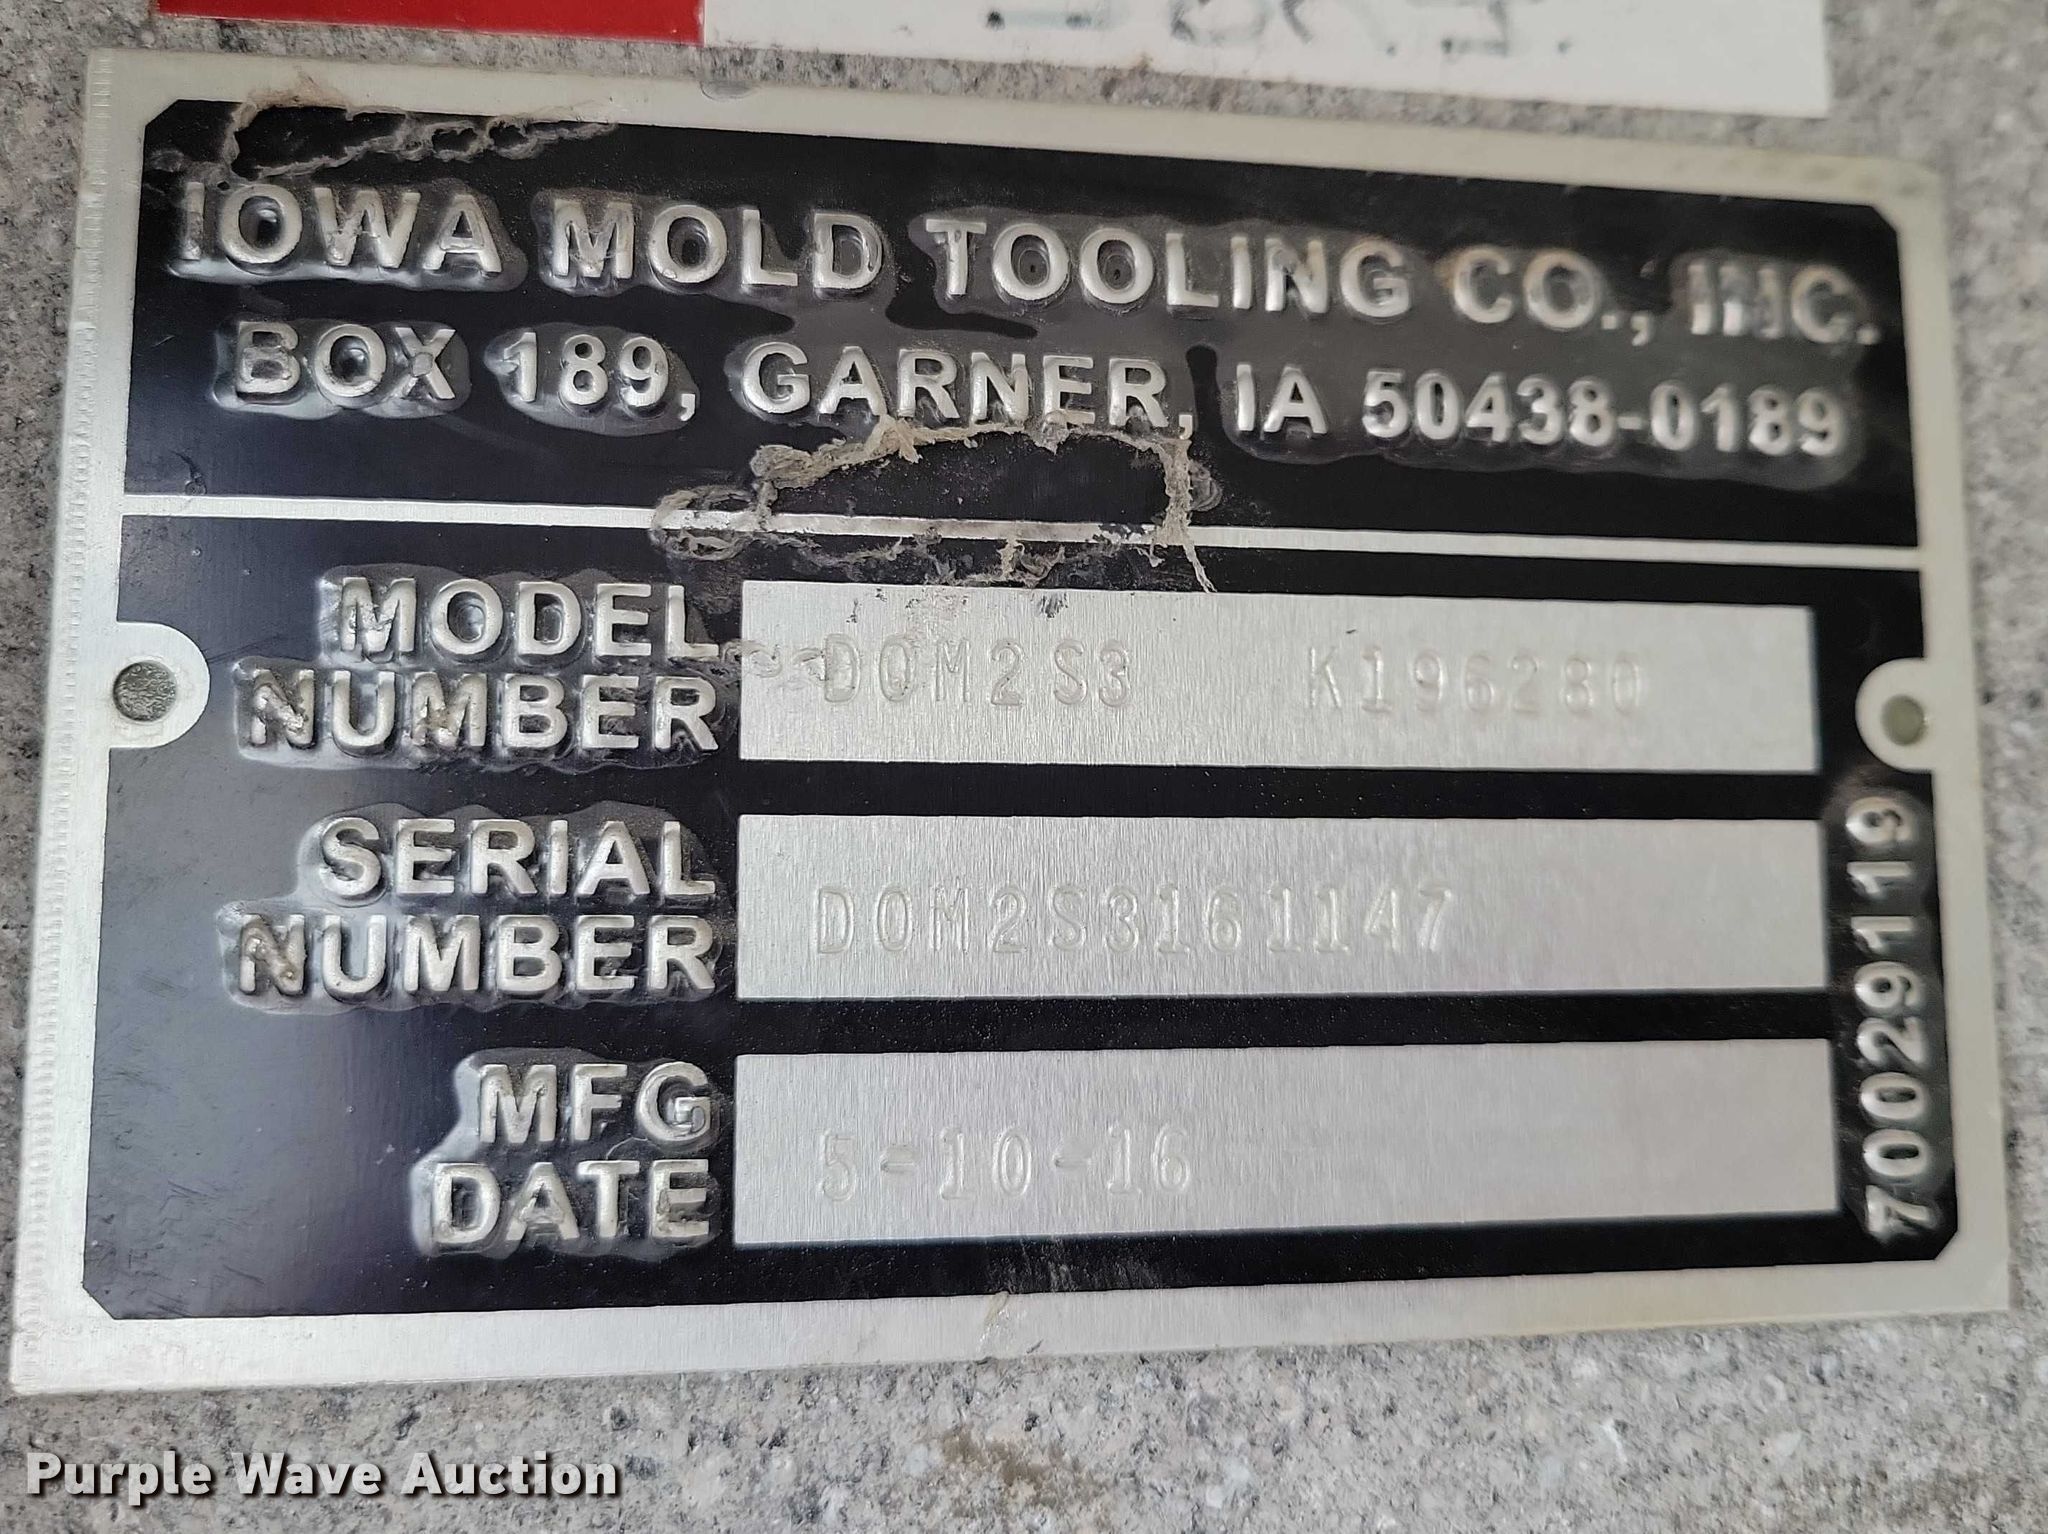 IOWA MOLD TOOLING CO., INC.
BOX 189, GARNER, IA 50438-0189
MODEL NUMBER DOM2S3 K196280
SERIAL NUMBER DOM2S3161147
MFG DATE 5-10-16
70029119
Purple Wave Auction